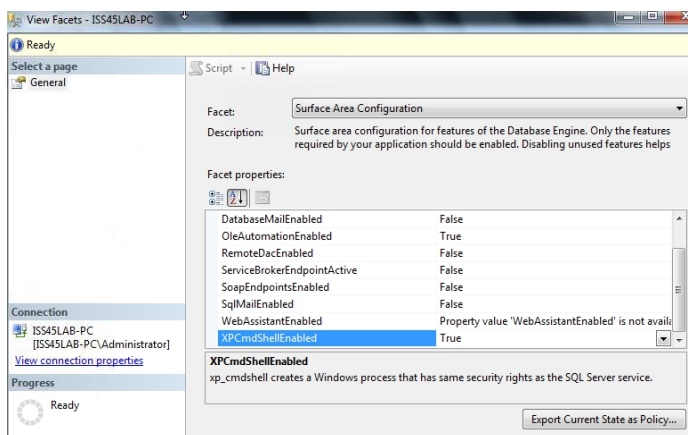 View Facets - ISS45LAB-PC
Ready
Select a page
General
Script
Help
Facet:
Surface Area Configuration
Description:
Surface area configuration for features of the Database Engine. Only the features
required by your application should be enabled. Disabling unused features helps
Facet properties:
DatabaseMailEnabled False
OleAutomationEnabled True
RemoteDacEnabled False
ServiceBrokerEndpointActive False
SoapEndpointsEnabled False
SqlMailEnabled False
WebAssistantEnabled Property value 'WebAssistantEnabled' is not availa
XPCmdShellEnabled True
XPCmdShellEnabled
xp_cmdshell creates a Windows process that has same security rights as the SQL Server service.
Connection
ISS45LAB-PC
[ISS45LAB-PC\Administrator]
View connection properties
Progress
Ready
Export Current State as Policy...